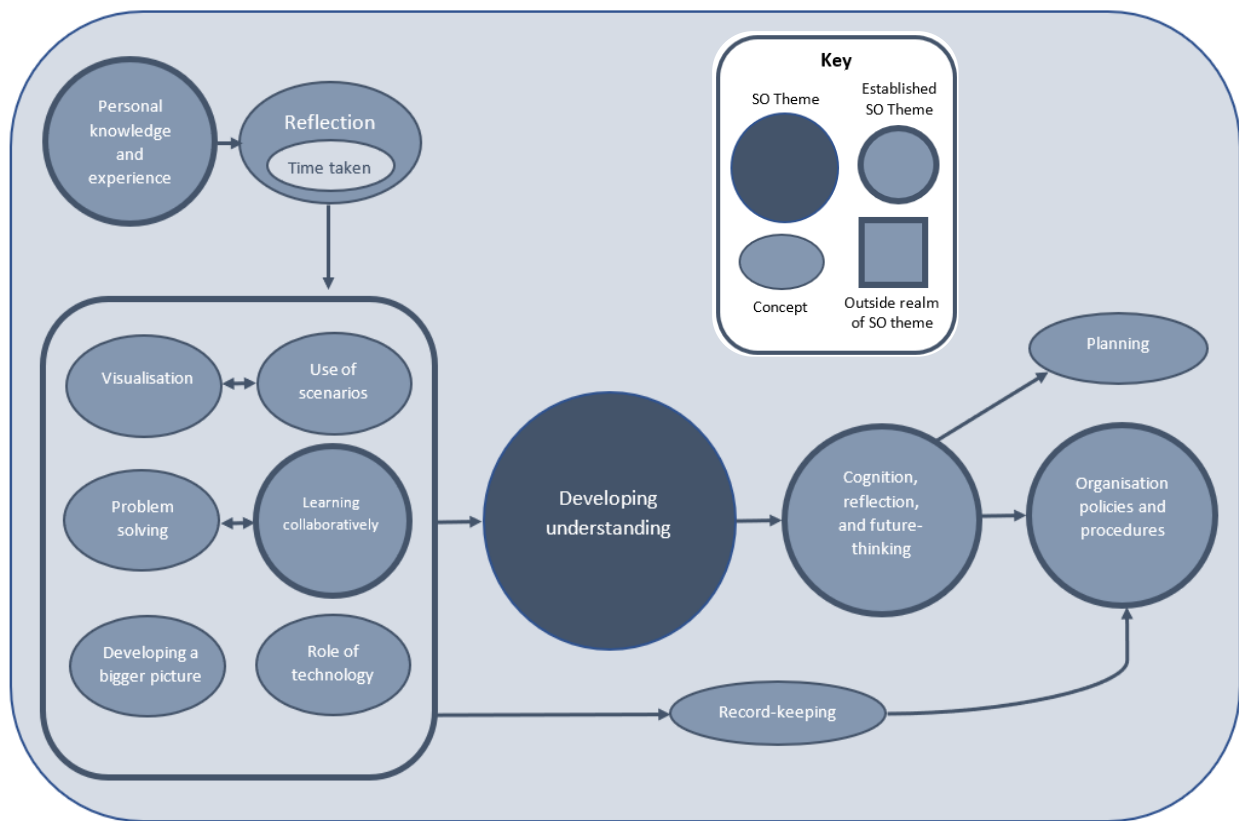 Personal
knowledge
and
experience
Reflection
Time taken
Key
SO Theme
Established
SO Theme
Concept
Outside realm
of SO theme
Visualisation
Use of
scenarios
Problem
solving
Learning
collaboratively
Developing a
bigger picture
Role of
technology
Developing
understanding
Cognition,
reflection,
and future-
thinking
Planning
Organisation
policies and
procedures
Record-keeping